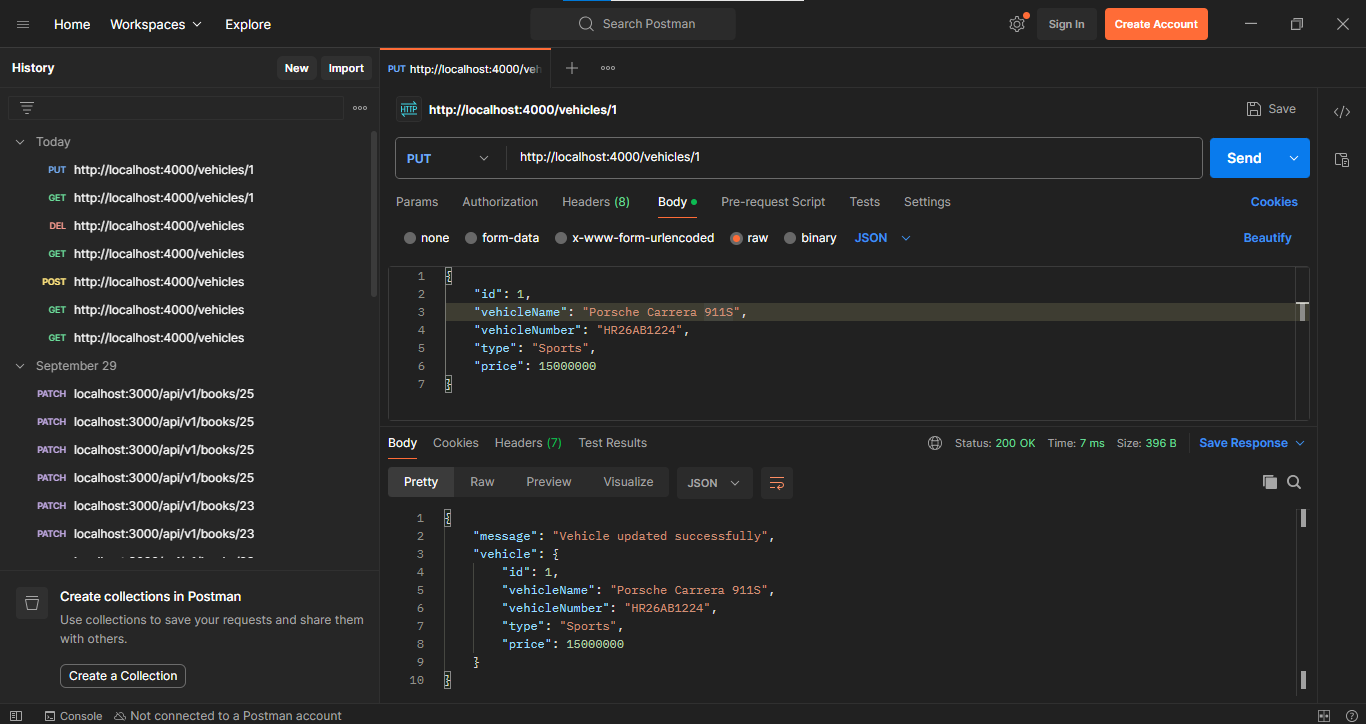 Home Workspaces Explore Search Postman Sign In Create Account
History New Import
PUT http://localhost:4000/veh
HTTP http://localhost:4000/vehicles/1 Save
Today
PUT http://localhost:4000/vehicles/1
GET http://localhost:4000/vehicles/1
DEL http://localhost:4000/vehicles
GET http://localhost:4000/vehicles
POST http://localhost:4000/vehicles
GET http://localhost:4000/vehicles
GET http://localhost:4000/vehicles
September 29
PATCH localhost:3000/api/v1/books/25
PATCH localhost:3000/api/v1/books/25
PATCH localhost:3000/api/v1/books/25
PATCH localhost:3000/api/v1/books/25
PATCH localhost:3000/api/v1/books/23
PATCH localhost:3000/api/v1/books/23
Create collections in Postman
Use collections to save your requests and share them
with others.
Create a Collection
PUT http://localhost:4000/vehicles/1 Send
Params Authorization Headers (8) Body Pre-request Script Tests Settings Cookies
none form-data x-www-form-urlencoded raw binary JSON Beautify
1 {
2 "id": 1,
3 "vehicleName": "Porsche Carrera 911S",
4 "vehicleNumber": "HR26AB1224",
5 "type": "Sports",
6 "price": 15000000
7 }
Body Cookies Headers (7) Test Results Status: 200 OK Time: 7 ms Size: 396 B Save Response
Pretty Raw Preview Visualize JSON
1 {
2 "message": "Vehicle updated successfully",
3 "vehicle": {
4 "id": 1,
5 "vehicleName": "Porsche Carrera 911S",
6 "vehicleNumber": "HR26AB1224",
7 "type": "Sports",
8 "price": 15000000
9 }
10 }
Console Not connected to a Postman account